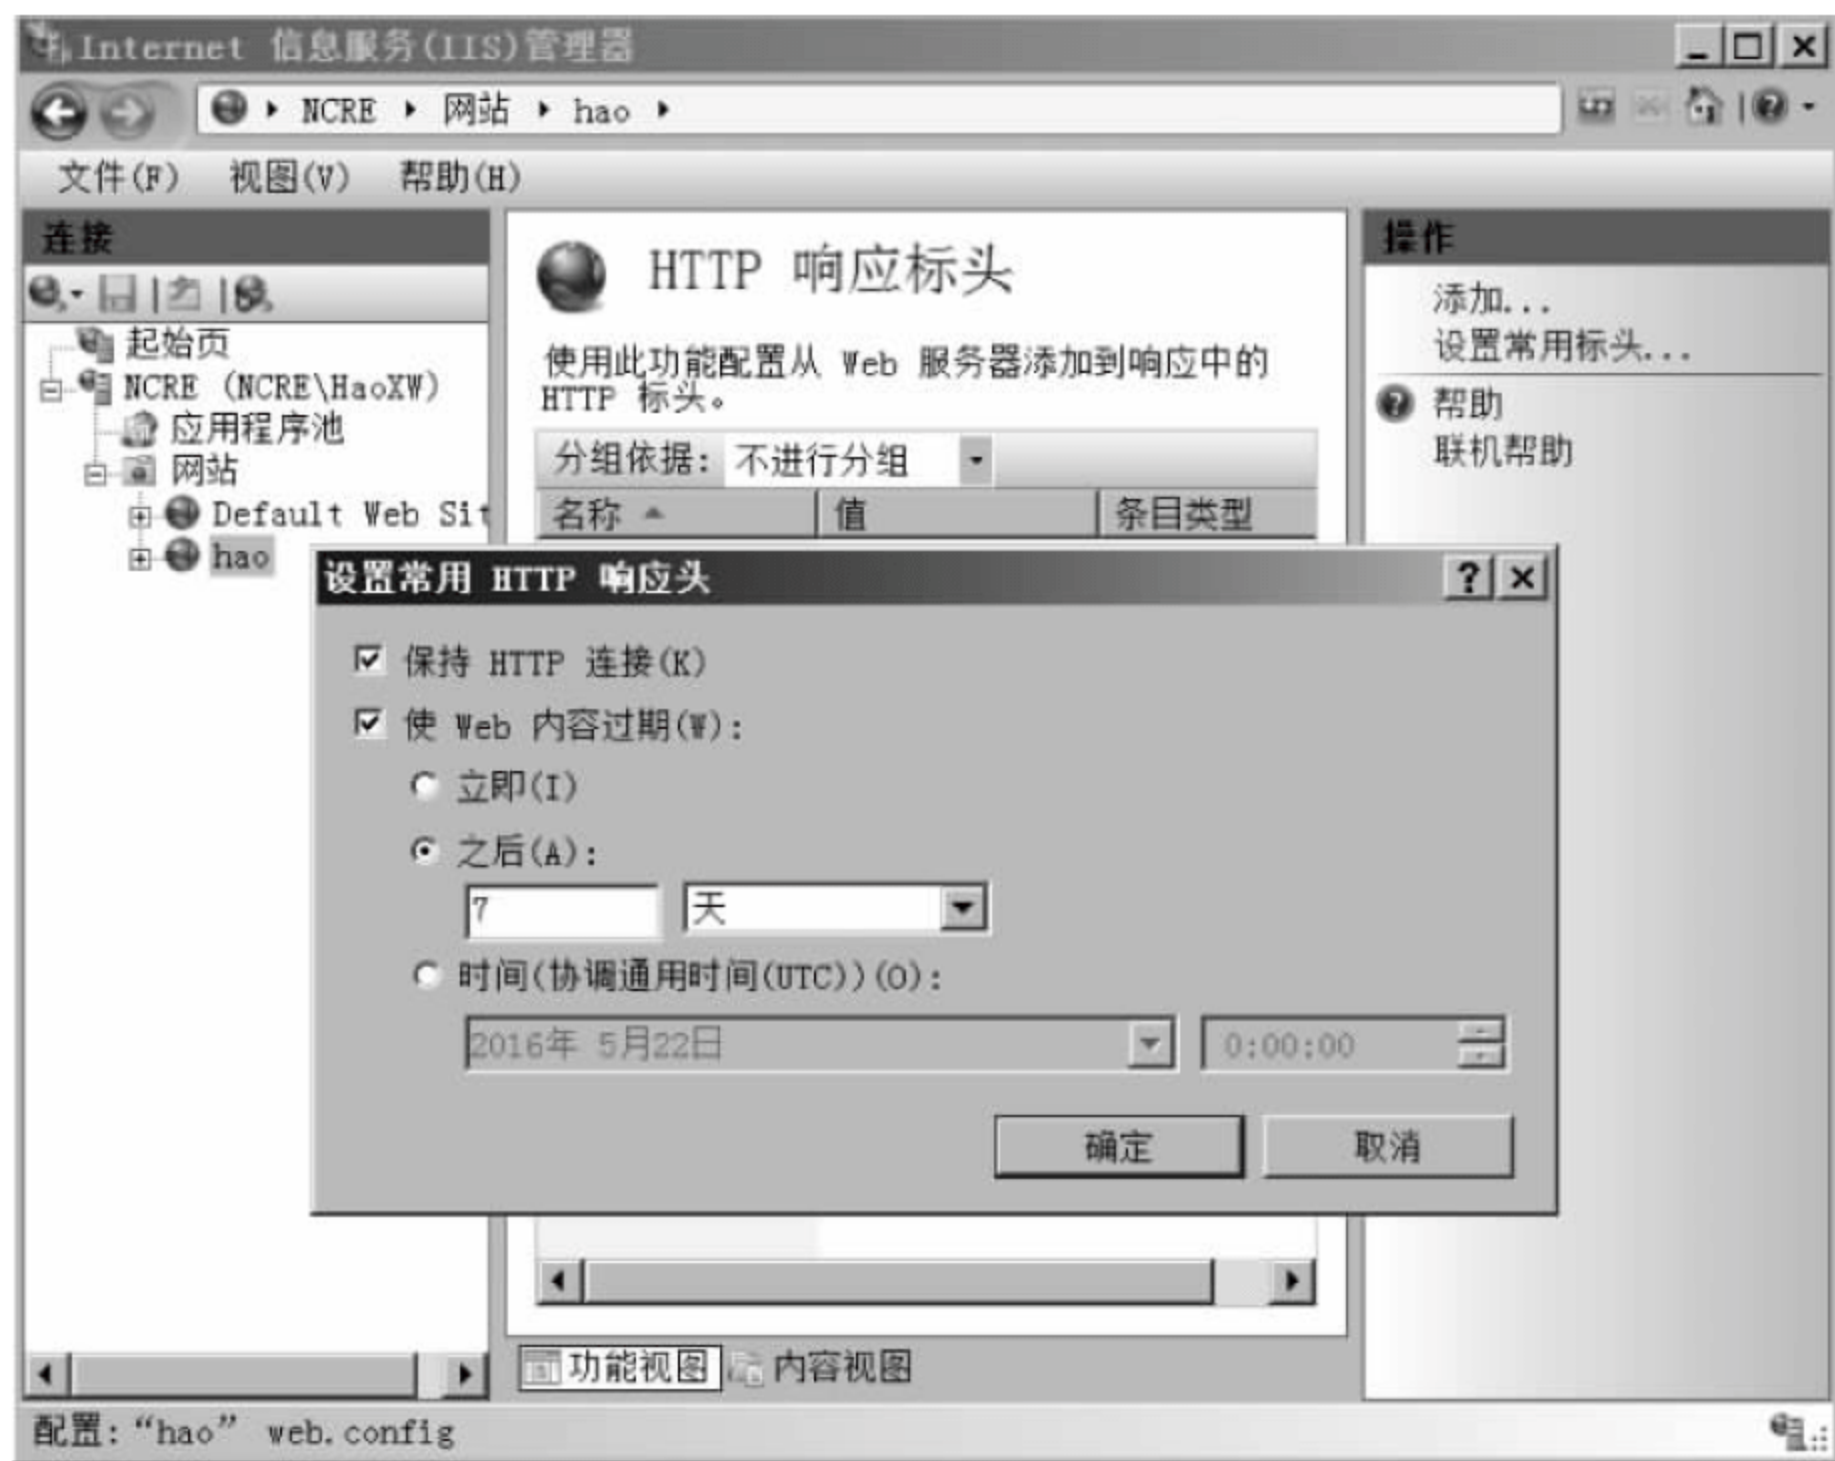 Internet 信息服务(IIS)管理器
NCRE 网站 hao
文件(F) 视图(V) 帮助(H)
连接
起始页
NCRE (NCRE\HaoXW)
应用程序池
网站
Default Web Sit
hao
HTTP 响应标头
使用此功能配置从 Web 服务器添加到响应中的
HTTP 标头。
分组依据: 不进行分组
名称 值 条目类型
操作
添加...
设置常用标头...
帮助
联机帮助
设置常用 HTTP 响应头
保持 HTTP 连接(K)
使 Web 内容过期(W):
立即(I)
之后(A):
7 天
时间(协调通用时间(UTC))(O):
2016年 5月22日 0:00:00
确定 取消
功能视图 内容视图
配置: “hao” web.config